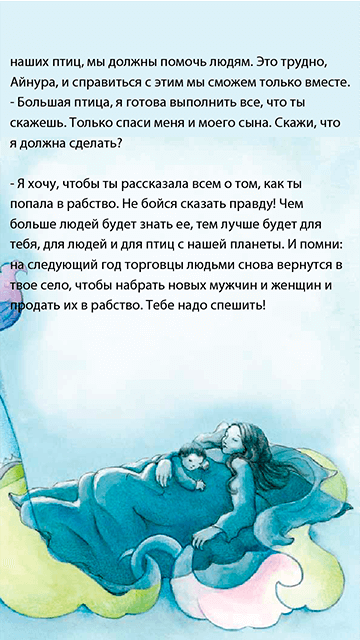 наших птиц, мы должны помочь людям. Это трудно,
Айнура, и справиться с этим мы сможем только вместе.
- Большая птица, я готова выполнить все, что ты
скажешь. Только спаси меня и моего сына. Скажи, что
я должна сделать?
- Я хочу, чтобы ты рассказала всем о том, как ты
попала в рабство. Не бойся сказать правду! Чем
больше людей будет знать ее, тем лучше будет для
тебя, для людей и для птиц с нашей планеты. И помни:
на следующий год торговцы людьми снова вернутся в
твое село, чтобы набрать новых мужчин и женщин и
продать их в рабство. Тебе надо спешить!